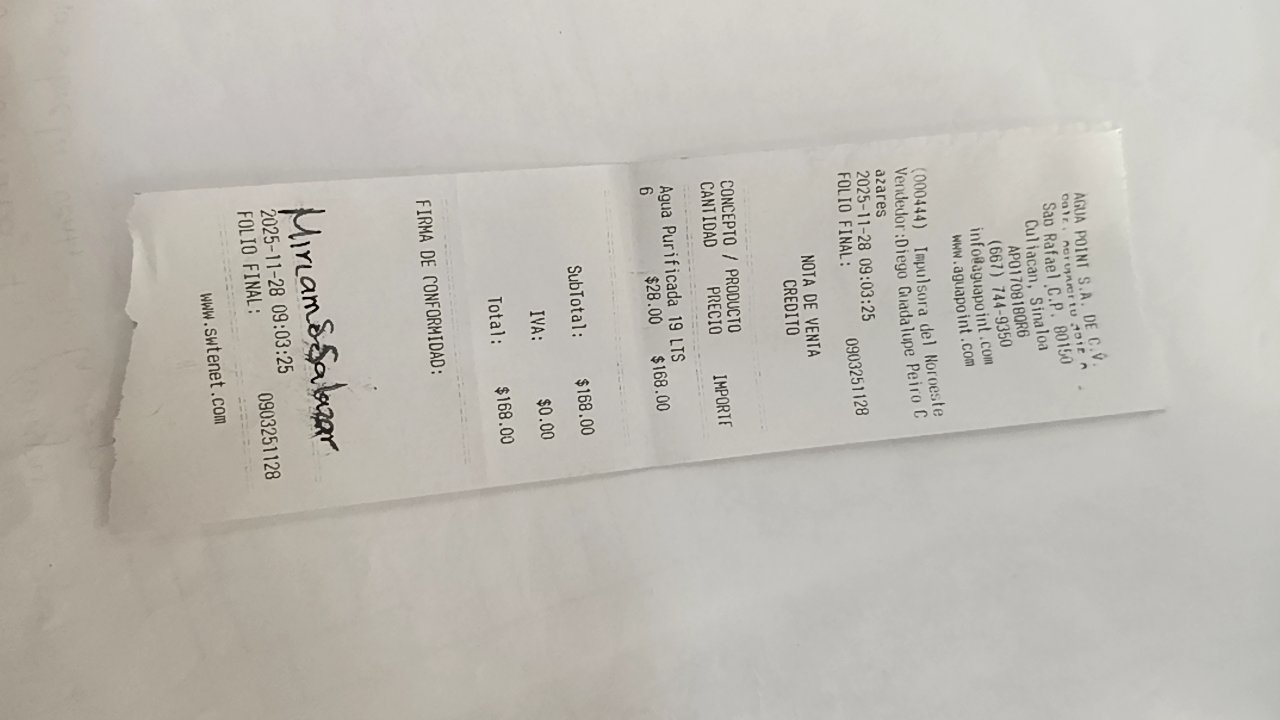 AGUA POINT S.A. DE C.V.
San Rafael C.P. 80150
Culiacan, Sinaloa
APO170818QR6
(667) 744-9350
info@aguapoint.com
www.aguapoint.com
(000444) Impulsora del Noroeste
Vendedor:Diego Guadalupe Peiro C
azares
2025-11-28 09:03:25
FOLIO FINAL: 0903251128
NOTA DE VENTA
CREDITO
CONCEPTO / PRODUCTO
CANTIDAD PRECIO IMPORTE
Agua Purificada 19 LTS
6 $28.00 $168.00
SubTotal: $168.00
IVA: $0.00
Total: $168.00
FIRMA DE CONFORMIDAD:
Miriam S Salazar
2025-11-28 09:03:25
FOLIO FINAL: 0903251128
www.swtenet.com